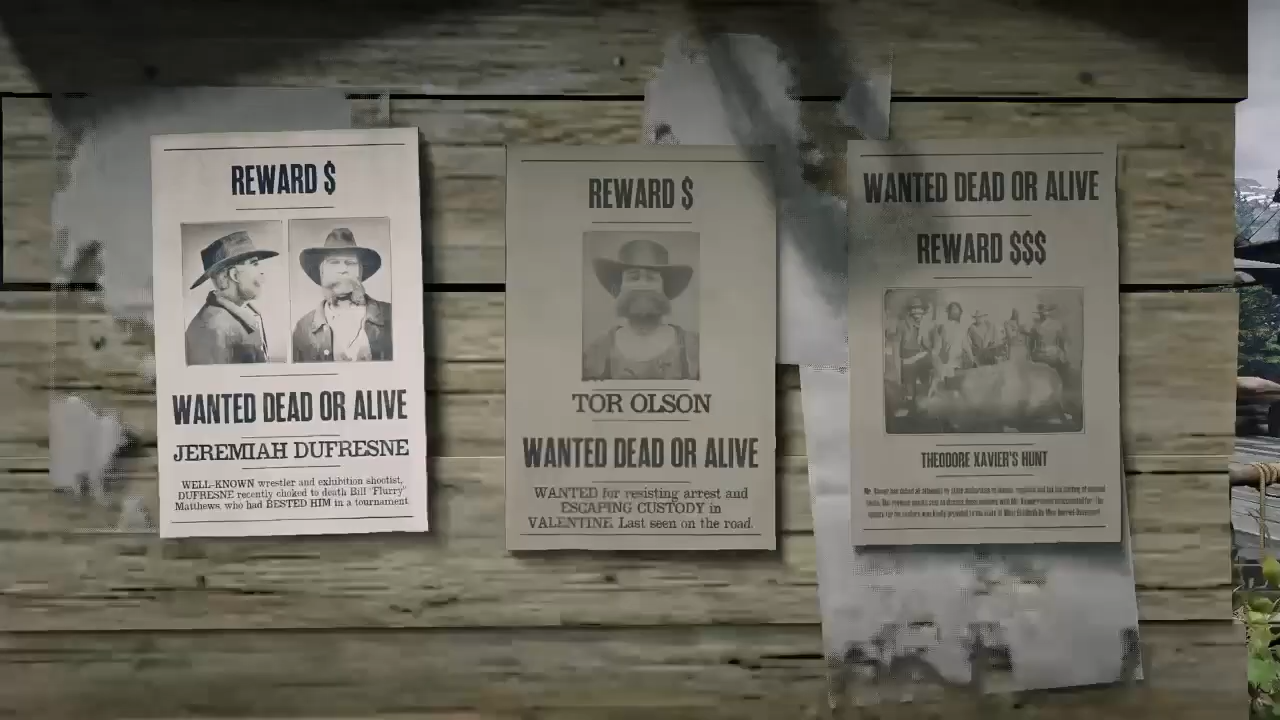 REWARD $
WANTED DEAD OR ALIVE
JEREMIAH DUFRESNE
WELL-KNOWN wrestler and exhibition shootist,
DUFRESNE recently choked to death Bill "Flurry"
Matthews, who had BESTED HIM in a tournament.
REWARD $
TOR OLSON
WANTED DEAD OR ALIVE
WANTED for resisting arrest and
ESCAPING CUSTODY in
VALENTINE. Last seen on the road.
WANTED DEAD OR ALIVE
REWARD $$$
THEODORE XAVIER'S HUNT